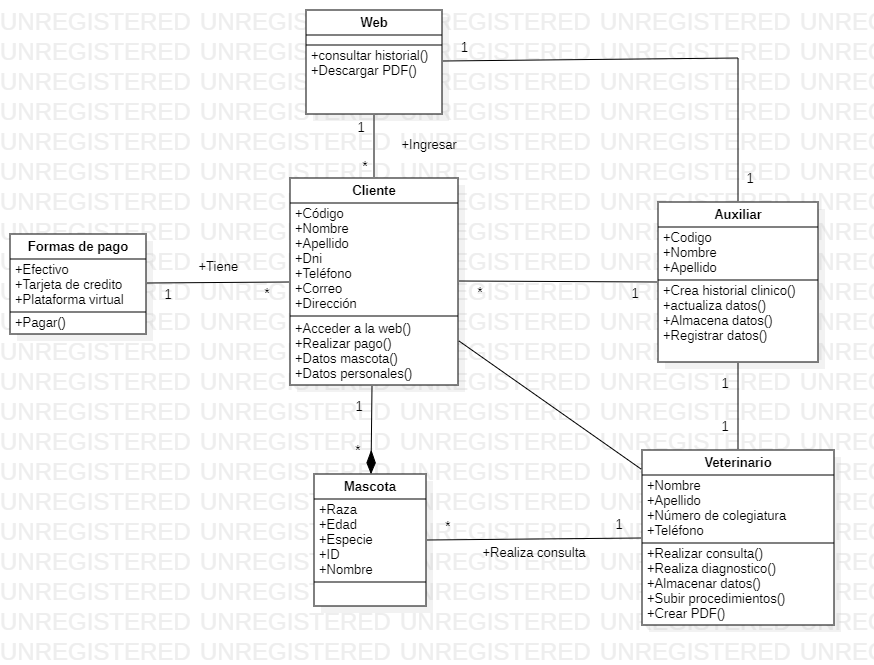 Web
+consultar historial()
+Descargar PDF()
1
1
+Ingresar
*
1
Cliente
+Código
+Nombre
+Apellido
+Dni
+Teléfono
+Correo
+Dirección
+Acceder a la web()
+Realizar pago()
+Datos mascota()
+Datos personales()
Auxiliar
+Codigo
+Nombre
+Apellido
+Crea historial clinico()
+actualiza datos()
+Almacena datos()
+Registrar datos()
Formas de pago
+Efectivo
+Tarjeta de credito
+Plataforma virtual
+Pagar()
+Tiene
1
*
*
1
1
*
1
1
Mascota
+Raza
+Edad
+Especie
+ID
+Nombre
*
1
+Realiza consulta
Veterinario
+Nombre
+Apellido
+Número de colegiatura
+Teléfono
+Realizar consulta()
+Realiza diagnostico()
+Almacenar datos()
+Subir procedimientos()
+Crear PDF()
UNREGISTERED